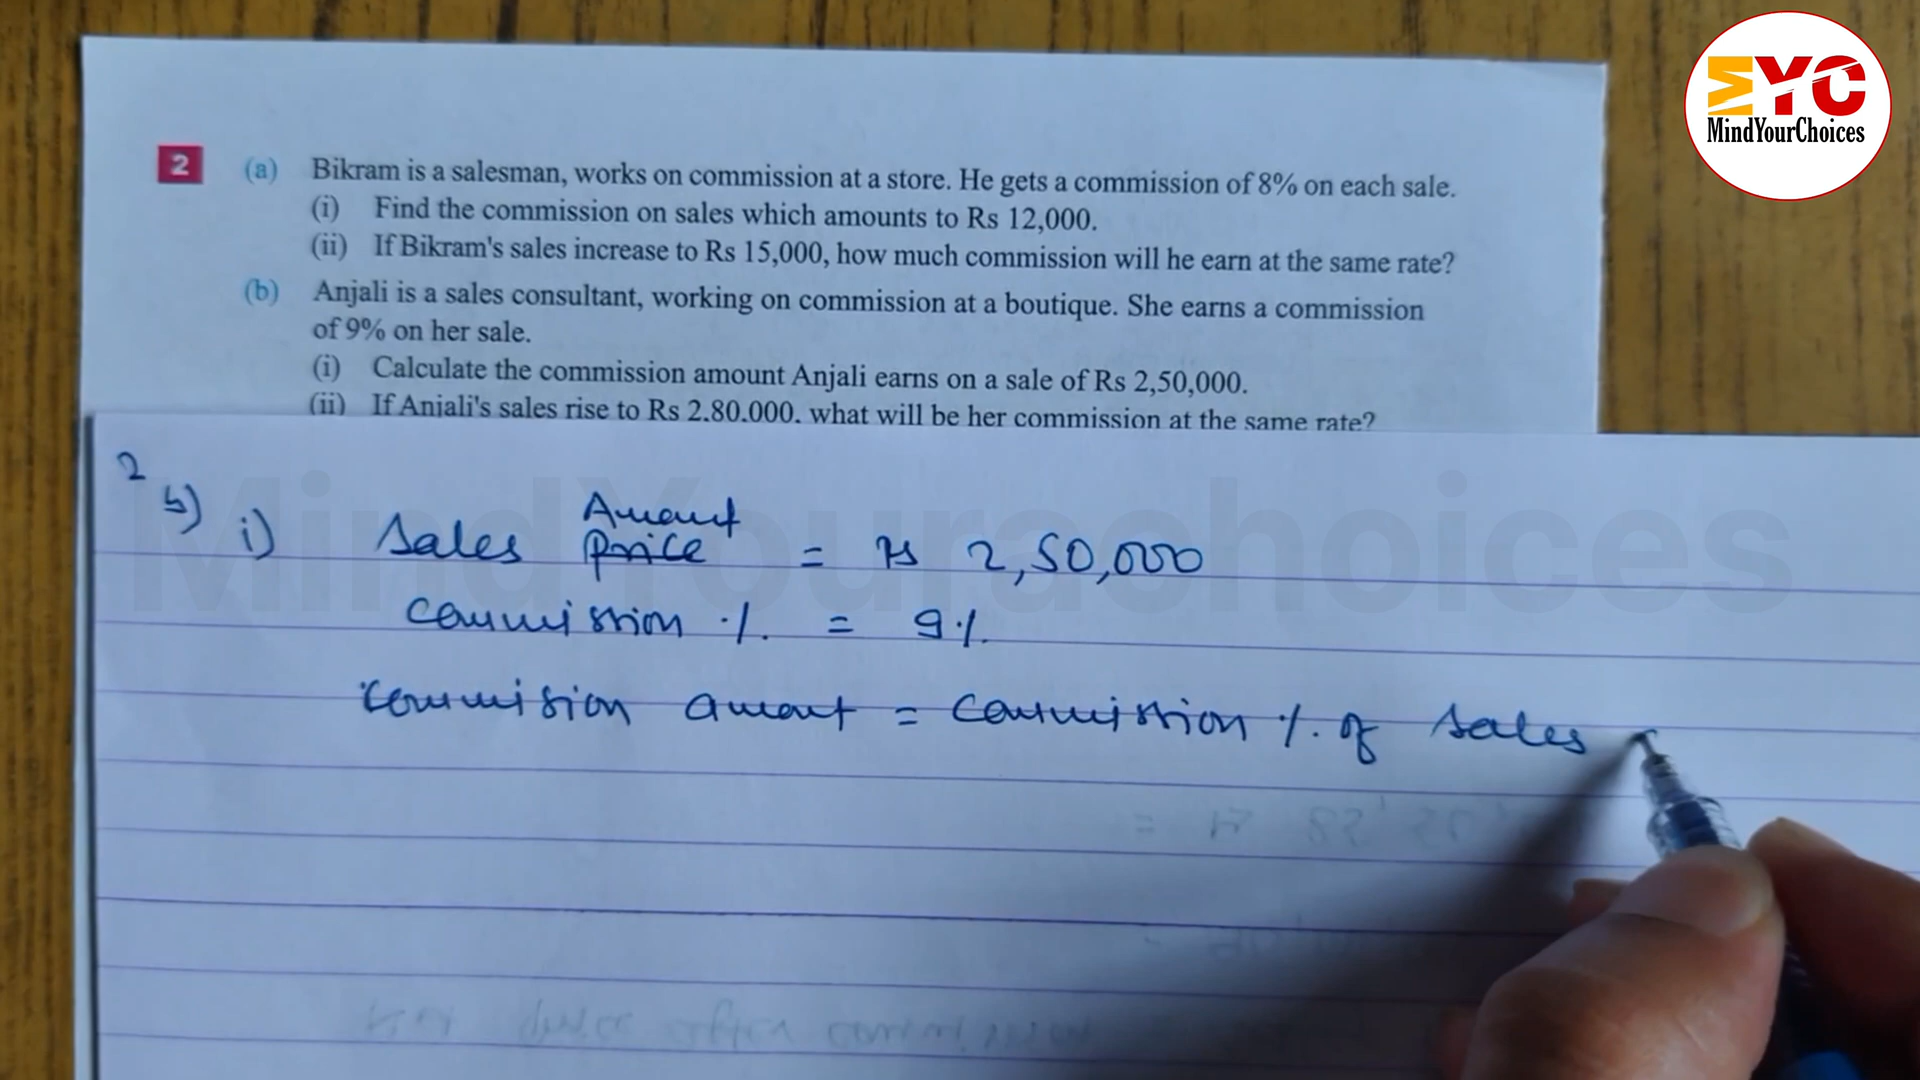 MYC
MindYourChoices
2 (a) Bikram is a salesman, works on commission at a store. He gets a commission of 8% on each sale.
(i) Find the commission on sales which amounts to Rs 12,000.
(ii) If Bikram's sales increase to Rs 15,000, how much commission will he earn at the same rate?
(b) Anjali is a sales consultant, working on commission at a boutique. She earns a commission
of 9% on her sale.
(i) Calculate the commission amount Anjali earns on a sale of Rs 2,50,000.
(ii) If Anjali's sales rise to Rs 2,80,000, what will be her commission at the same rate?
MindYourachoices
2
b) i) Sales Price = Rs 2,50,000
Amount
Commission % = 9%
Commision amount = Commission % of Sales